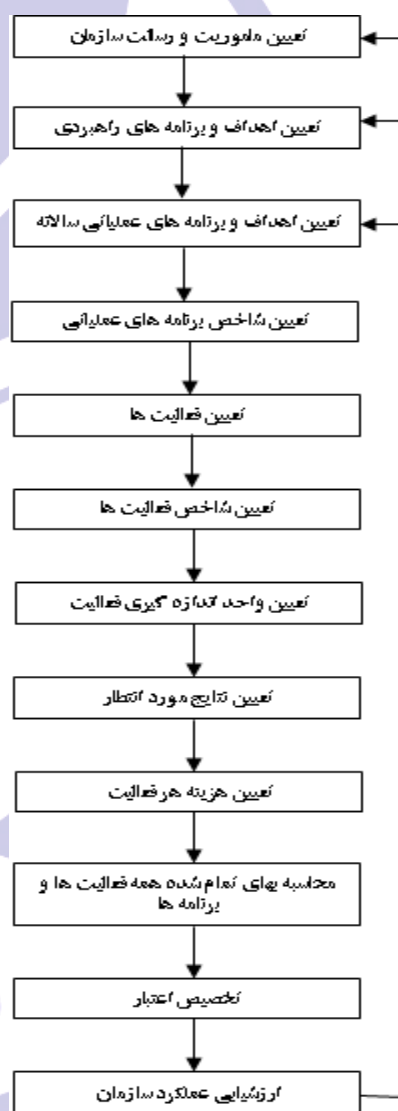 تعیین ماموریت و رسالت سازمان
تعیین اهداف و برنامه های راهبردی
تعیین اهداف و برنامه های عملیاتی سالانه
تعیین شاخص برنامه های عملیاتی
تعیین فعالیت ها
تعیین شاخص فعالیت ها
تعیین واحد اندازه گیری فعالیت
تعیین نتایج مورد انتظار
تعیین هزینه هر فعالیت
محاسبه بهای تمام شده همه فعالیت ها و
برنامه ها
تخصیص اعتبار
ارزشیابی عملکرد سازمان